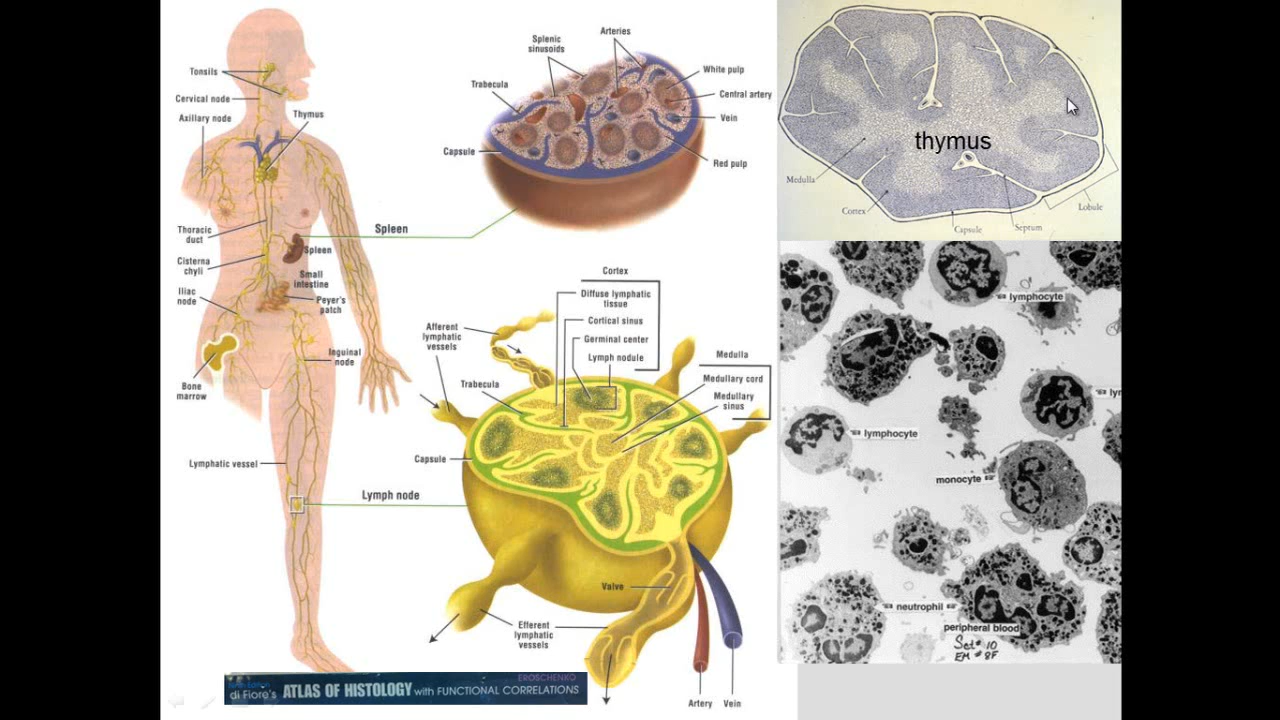 Tonsils
Cervical node
Axillary node
Thymus
Thoracic
duct
Cisterna
chyli
Iliac
node
Spleen
Small
intestine
Peyer's
patch
Inguinal
node
Bone
marrow
Lymphatic vessel
Splenic
sinusoids
Arteries
Trabecula
White pulp
Central artery
Vein
Capsule
Red pulp
Spleen
Cortex
Diffuse lymphatic
tissue
Cortical sinus
Germinal center
Lymph nodule
Afferent
lymphatic
vessels
Medulla
Medullary cord
Medullary
sinus
Trabecula
Capsule
Lymph node
Valve
Efferent
lymphatic
vessels
Artery
Vein
thymus
Medulla
Cortex
Capsule
Septum
Lobule
lymphocyte
lymphocyte
monocyte
neutrophil
peripheral blood
Set# 10
EM # 8F
EROSCHENKO
di Fiore's ATLAS OF HISTOLOGY with FUNCTIONAL CORRELATIONS